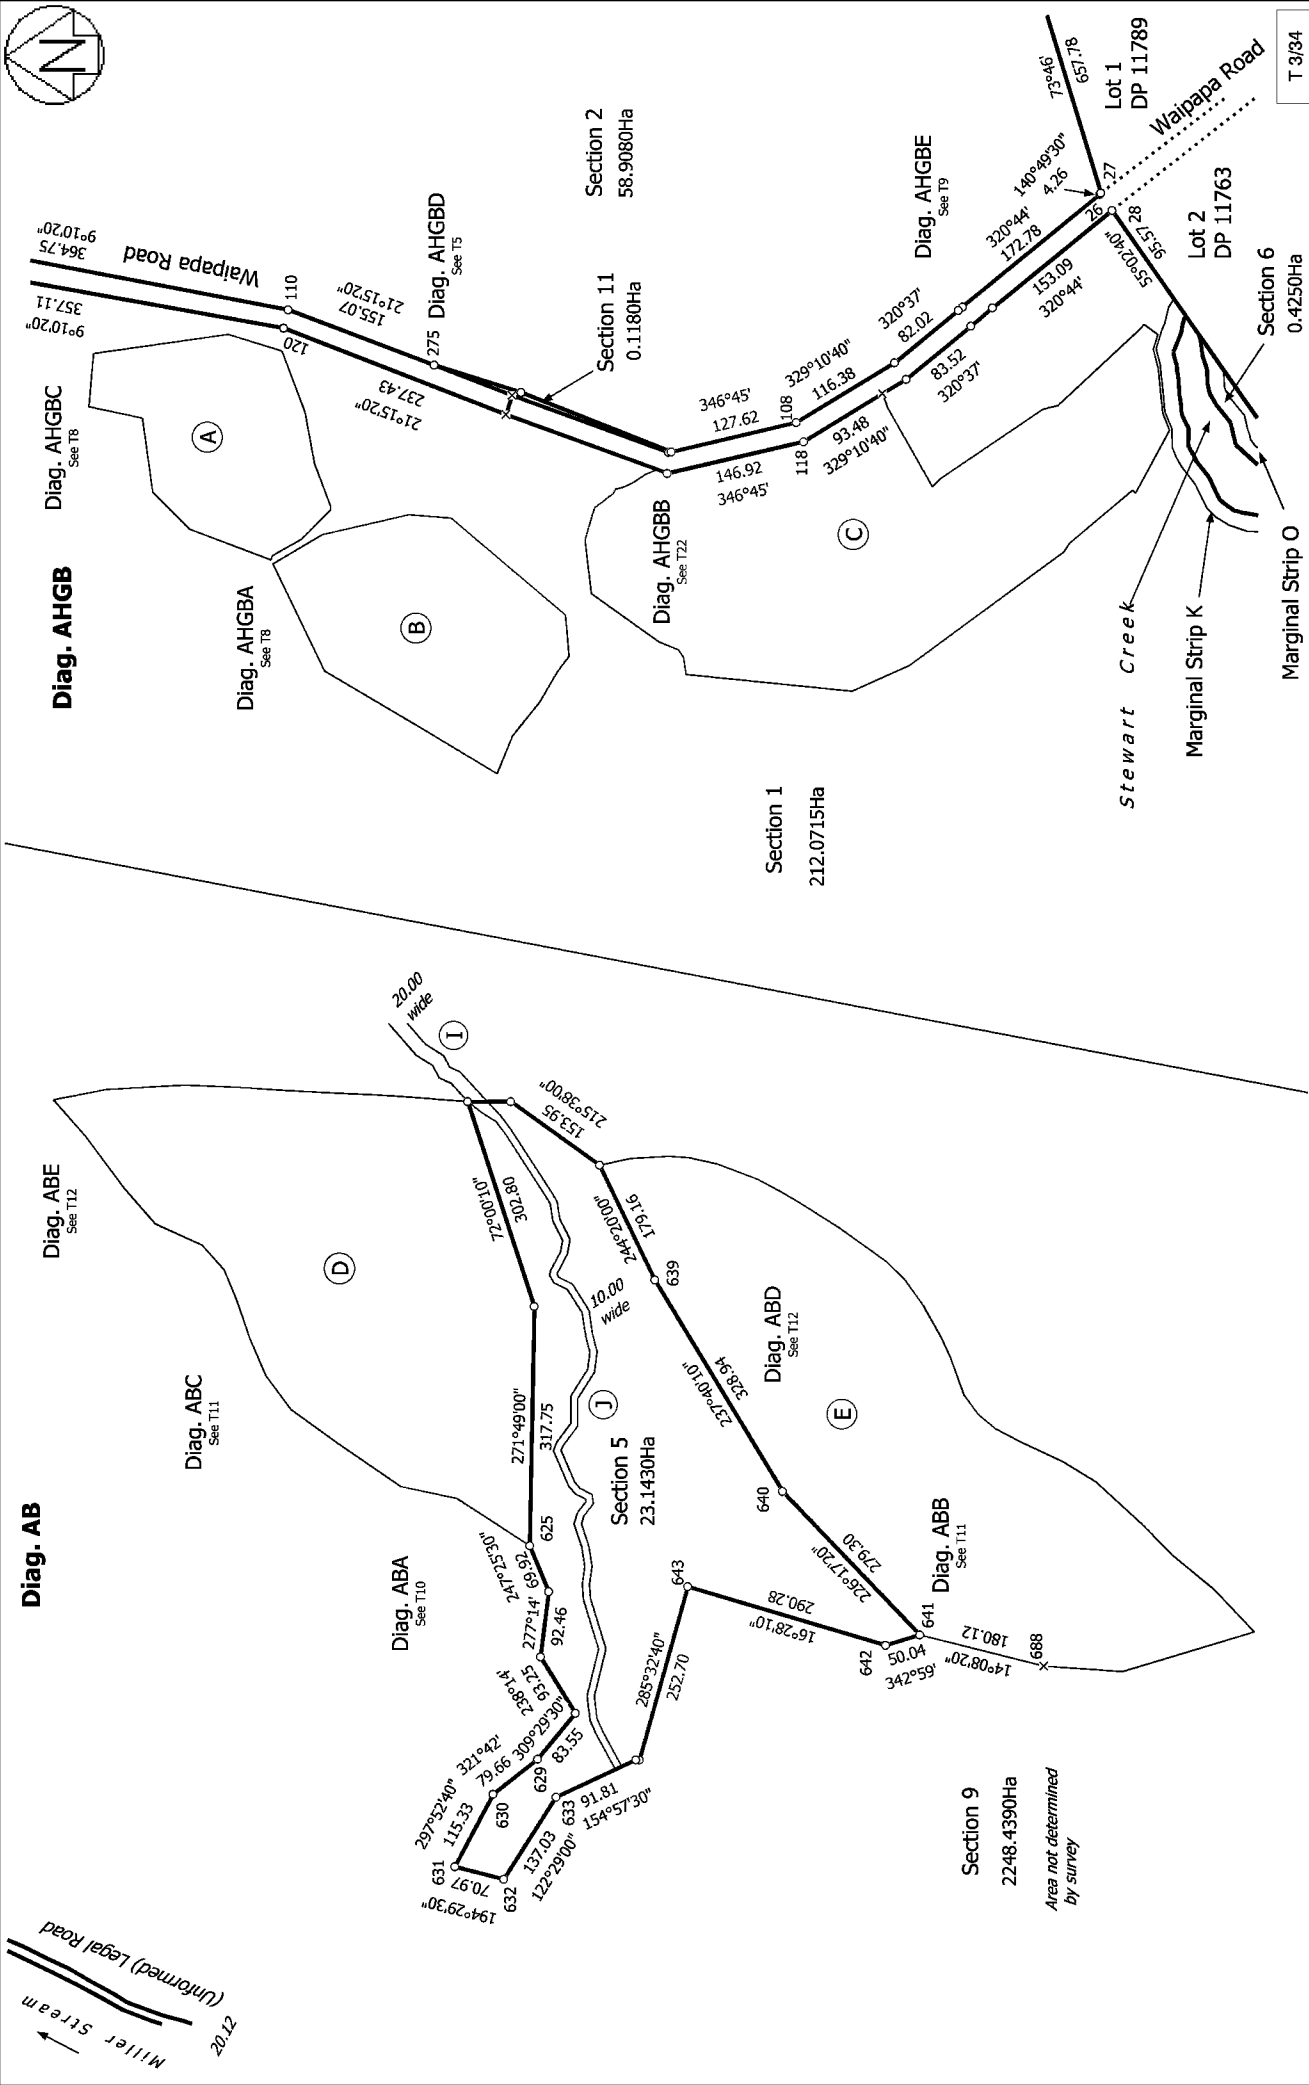 Diag. AB
Miller Stream
(Unformed) Legal Road
20.12
Diag. ABE
See T12
Diag. ABC
See T11
Diag. ABA
See T10
D
I
20.00
wide
72°00'10"
302.80
215°38'00"
153.95
271°49'00"
317.75
625
247°25'30"
69.92
277°14'
92.46
238°14'
93.25
309°29'30"
83.55
629
321°42'
79.66
630
297°52'40"
115.33
631
70.97
194°29'30"
632
137.03
122°29'00"
633
91.81
154°57'30"
10.00
wide
J
Section 5
23.1430Ha
244°20'00"
179.16
639
237°40'10"
328.94
640
226°17'20"
279.30
641
643
285°32'40"
252.70
290.28
16°28'10"
642
50.04
342°59'
180.12
14°08'20"
688
Diag. ABD
See T12
E
Diag. ABB
See T11
Section 9
2248.4390Ha
Area not determined
by survey
Diag. AHGB
N
Diag. AHGBC
See T8
A
Diag. AHGBA
See T8
B
364.75
9°10'20"
357.11
9°10'20"
Waipapa Road
110
120
155.07
21°15'20"
237.43
21°15'20"
275
Diag. AHGBD
See T5
Section 2
58.9080Ha
Section 11
0.1180Ha
Diag. AHGBB
See T22
346°45'
127.62
108
146.92
346°45'
118
329°10'40"
116.38
93.48
329°10'40"
320°37'
82.02
83.52
320°37'
320°44'
172.78
153.09
320°44'
Diag. AHGBE
See T9
140°49'30"
4.26
73°46'
657.78
26
27
28
95.57
55°02'40"
Lot 1
DP 11789
Waipapa Road
Lot 2
DP 11763
Section 6
0.4250Ha
C
Section 1
212.0715Ha
Stewart Creek
Marginal Strip K
Marginal Strip O
T 3/34